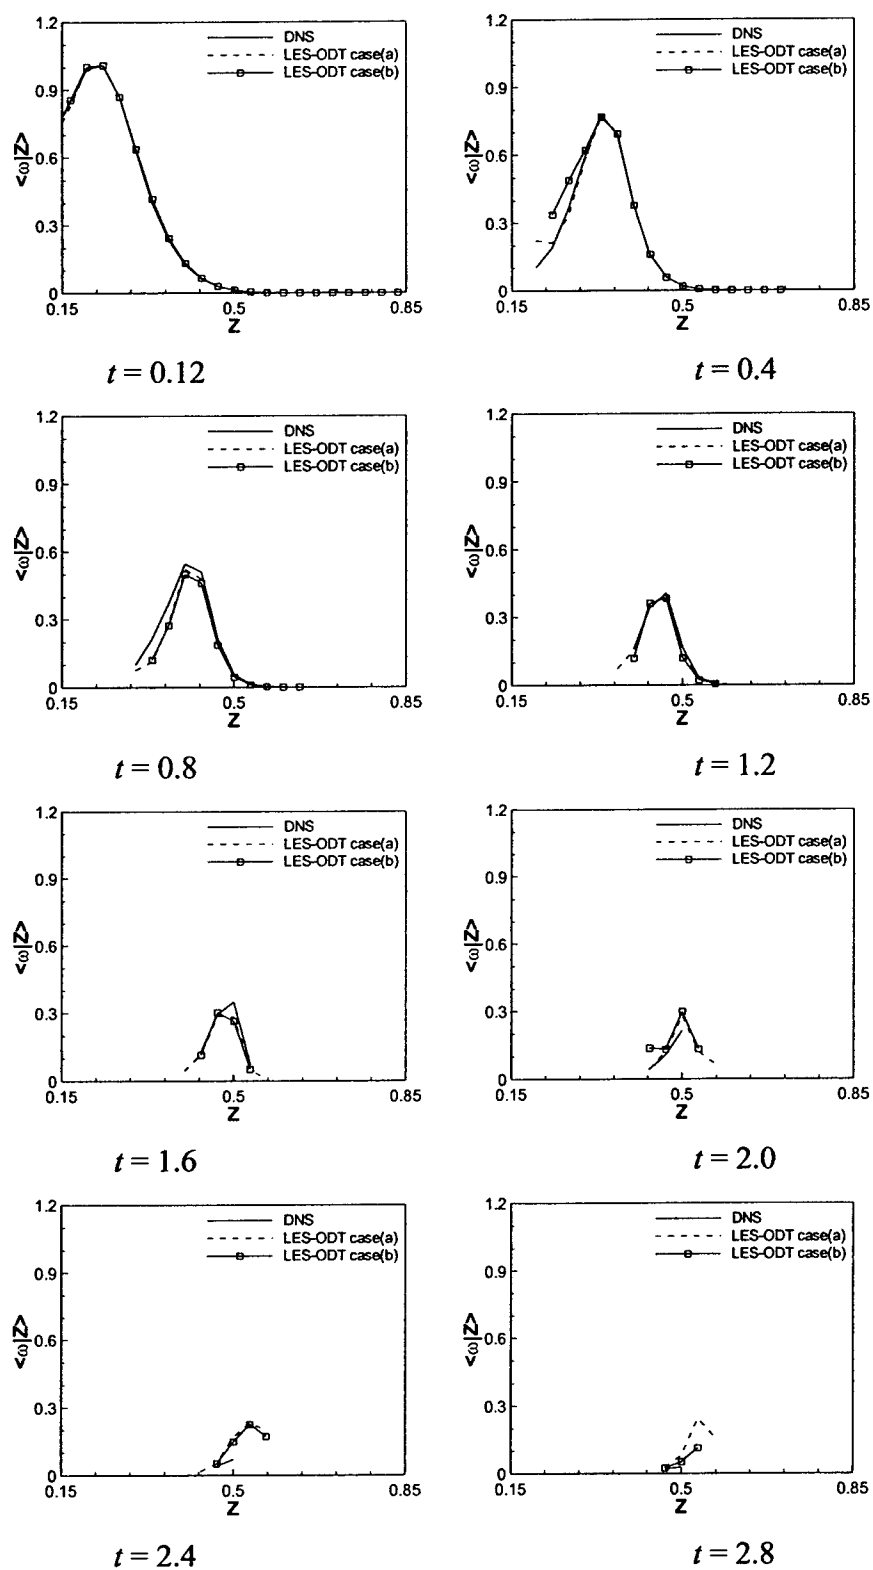 1.2
0.9
0.6
0.3
0
<ω|Z>
DNS
LES-ODT case(a)
LES-ODT case(b)
0.15
0.5
0.85
Z
t = 0.12
1.2
0.9
0.6
0.3
0
<ω|Z>
DNS
LES-ODT case(a)
LES-ODT case(b)
0.15
0.5
0.85
Z
t = 0.4
1.2
0.9
0.6
0.3
0
<ω|Z>
DNS
LES-ODT case(a)
LES-ODT case(b)
0.15
0.5
0.85
Z
t = 0.8
1.2
0.9
0.6
0.3
0
<ω|Z>
DNS
LES-ODT case(a)
LES-ODT case(b)
0.15
0.5
0.85
Z
t = 1.2
1.2
0.9
0.6
0.3
0
<ω|Z>
DNS
LES-ODT case(a)
LES-ODT case(b)
0.15
0.5
0.85
Z
t = 1.6
1.2
0.9
0.6
0.3
0
<ω|Z>
DNS
LES-ODT case(a)
LES-ODT case(b)
0.15
0.5
0.85
Z
t = 2.0
1.2
0.9
0.6
0.3
0
<ω|Z>
DNS
LES-ODT case(a)
LES-ODT case(b)
0.15
0.5
0.85
Z
t = 2.4
1.2
0.9
0.6
0.3
0
<ω|Z>
DNS
LES-ODT case(a)
LES-ODT case(b)
0.15
0.5
0.85
Z
t = 2.8